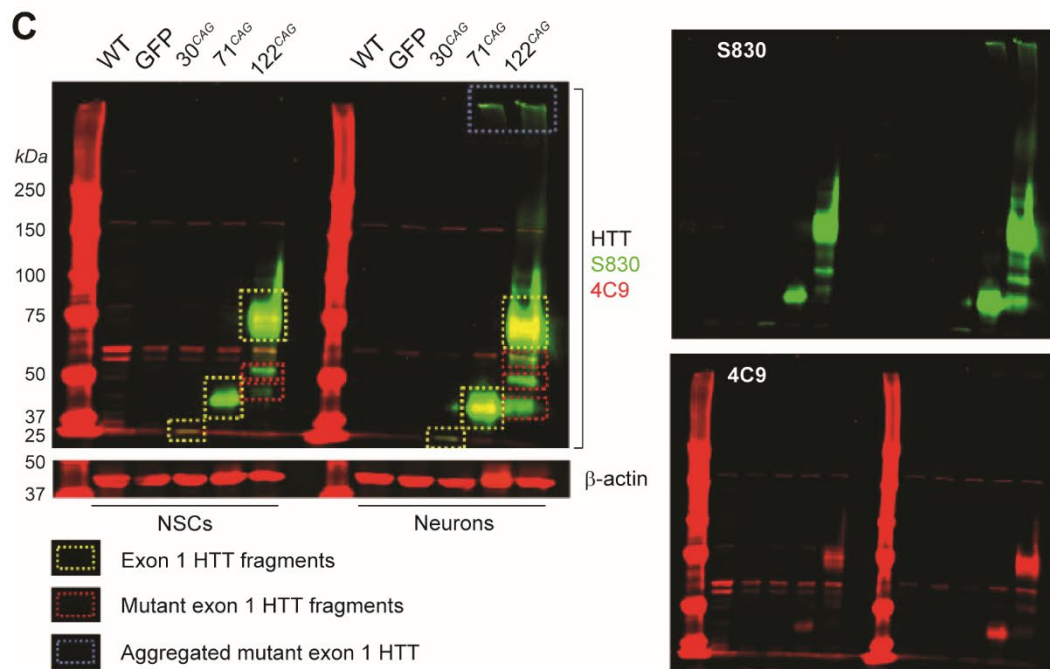 C
WT GFP 30CAG 71CAG 122CAG WT GFP 30CAG 71CAG 122CAG
kDa
250
150
100
75
50
37
25
HTT
S830
4C9
50
37
β-actin
NSCs Neurons
Exon 1 HTT fragments
Mutant exon 1 HTT fragments
Aggregated mutant exon 1 HTT
S830
4C9